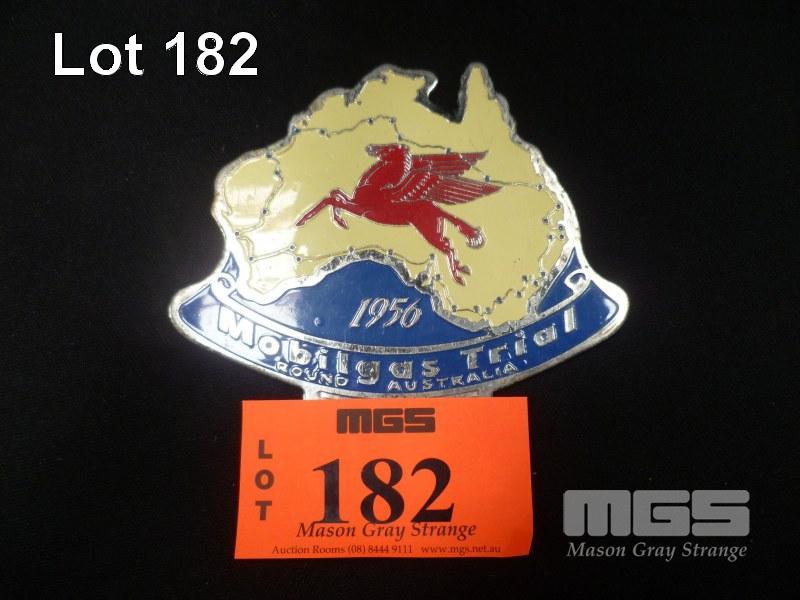 Lot 182
1956
Mobilgas Trial
ROUND AUSTRALIA
MGS
LOT
182
Mason Gray Strange
Auction Rooms (08) 8444 9111 www.mgs.net.au
MGS
Mason Gray Strange